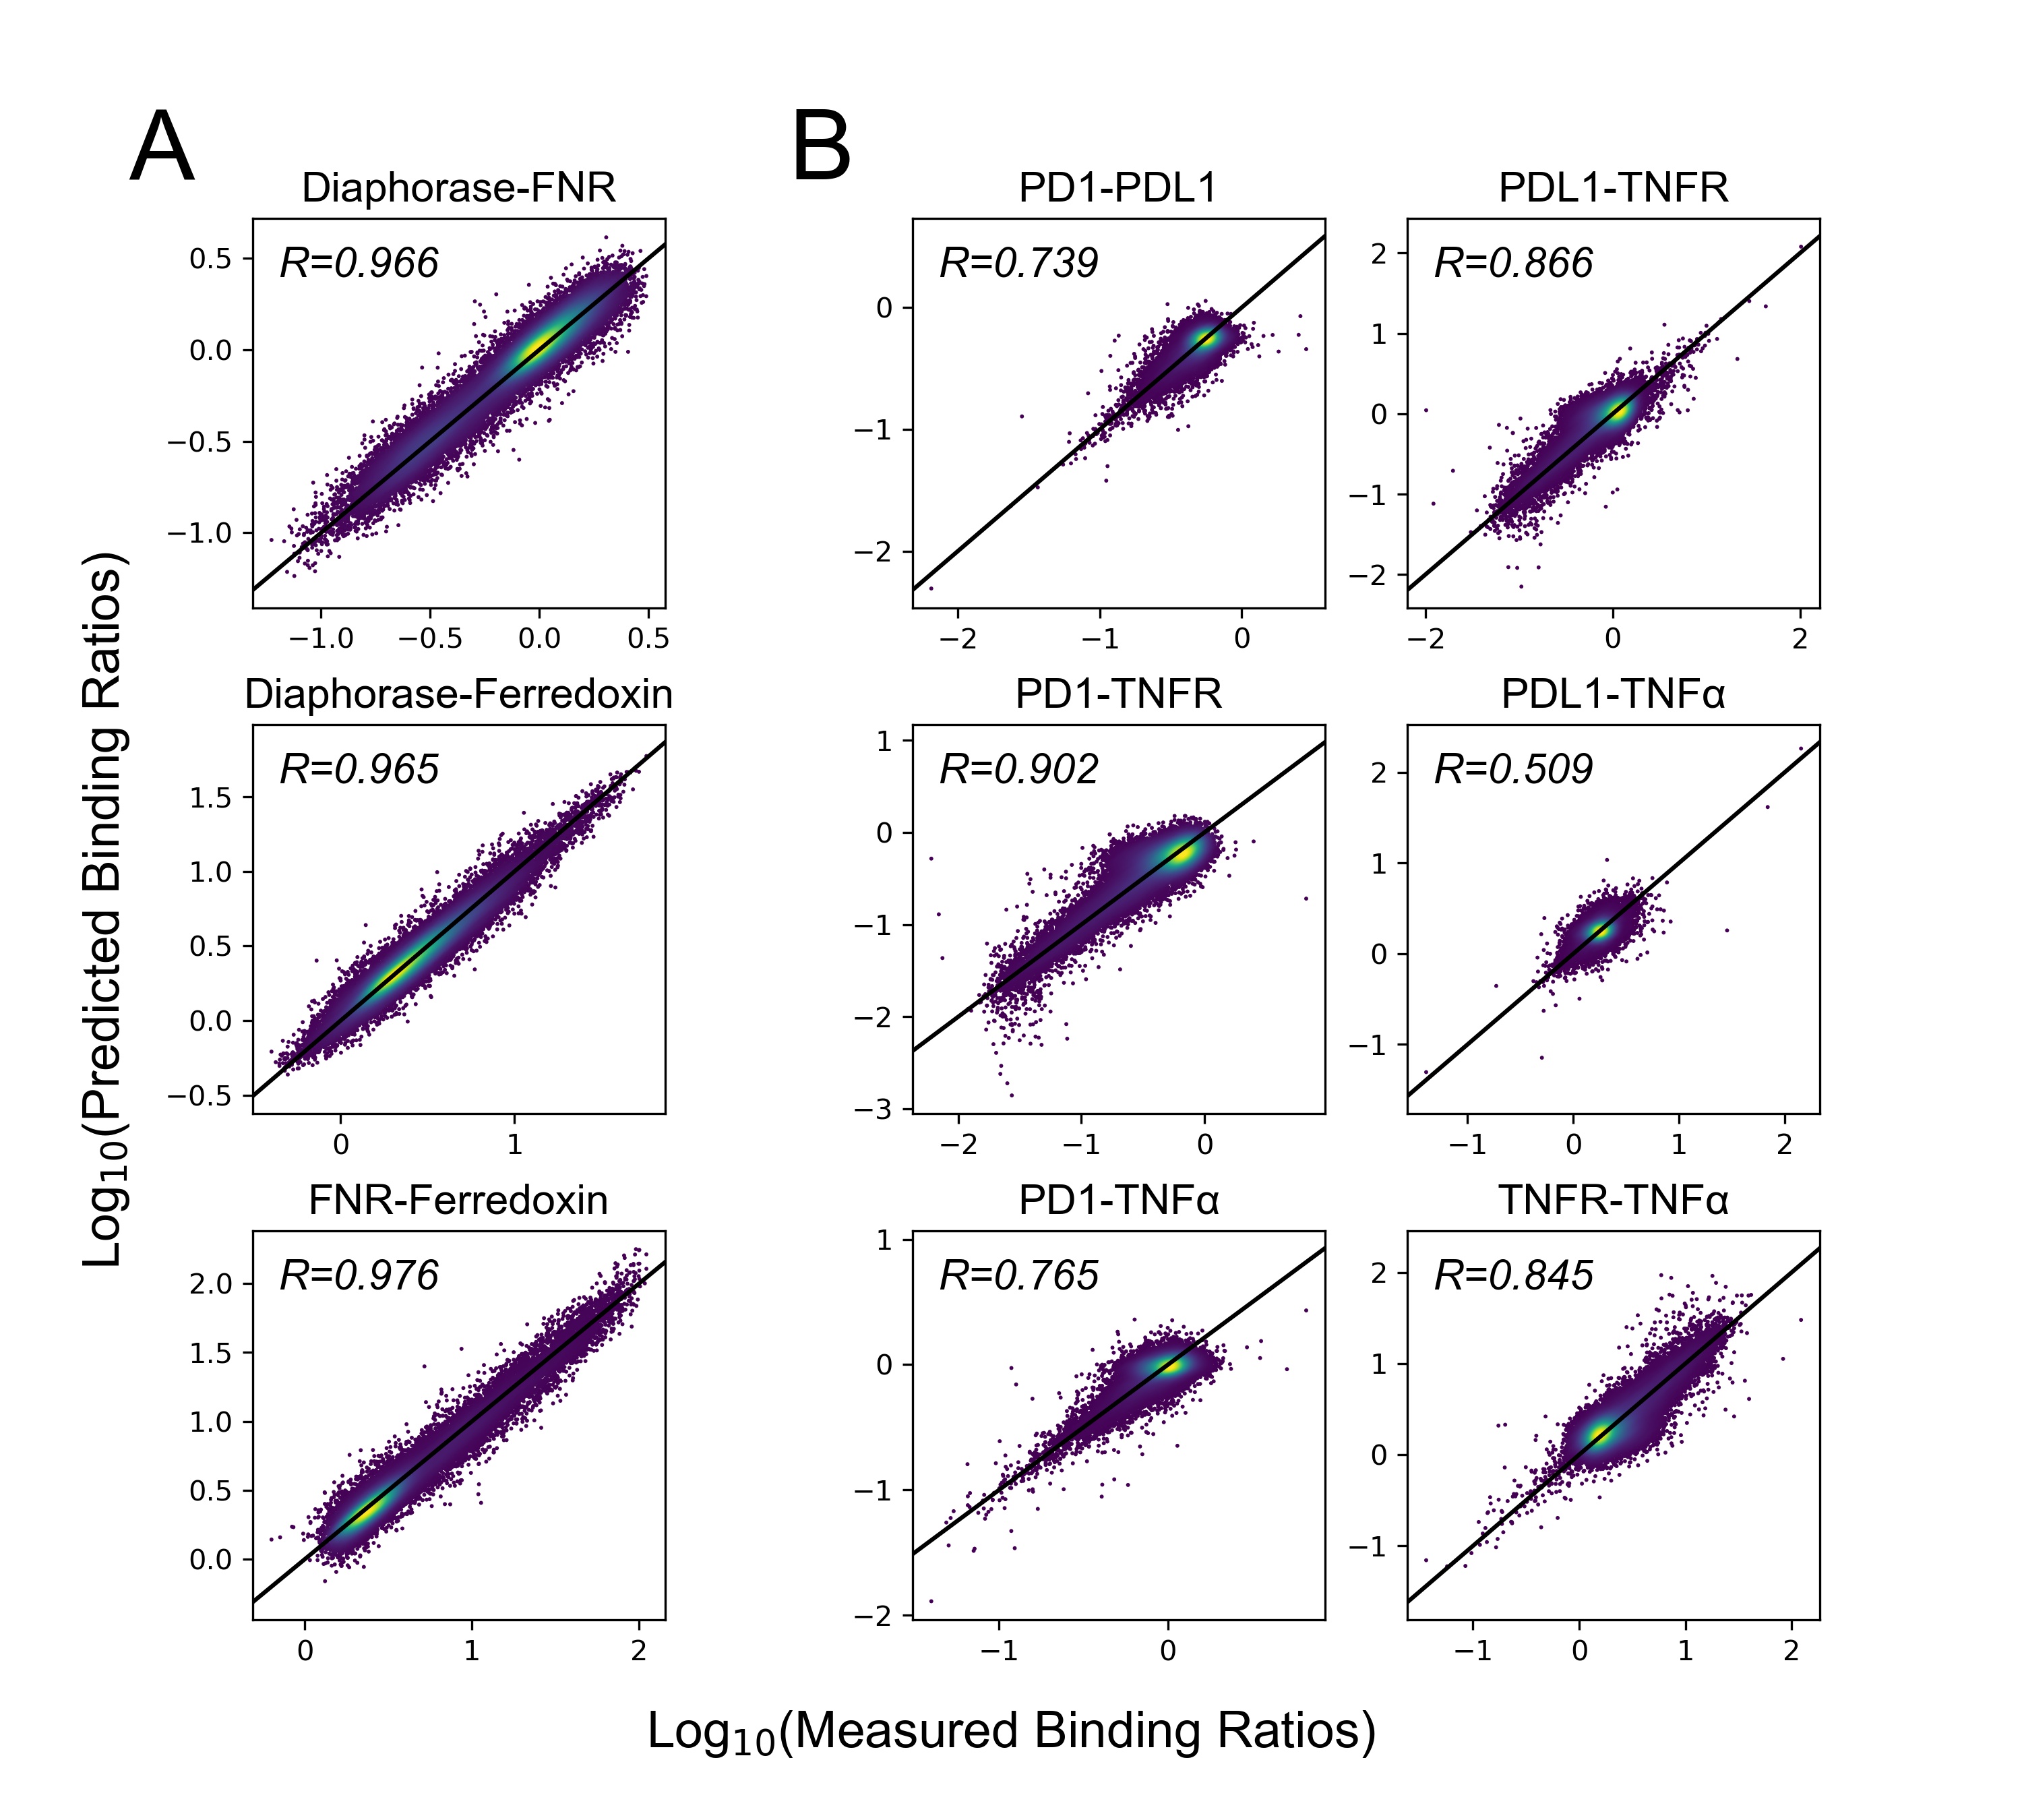 A
B
Diaphorase-FNR
PD1-PDL1
PDL1-TNFR
R=0.966
R=0.739
R=0.866
0.5
0.0
−0.5
−1.0
0
−1
−2
2
1
0
−1
−2
−1.0 −0.5 0.0 0.5
−2 −1 0
−2 0 2
Diaphorase-Ferredoxin
PD1-TNFR
PDL1-TNFα
R=0.965
R=0.902
R=0.509
1.5
1.0
0.5
0.0
−0.5
1
0
−1
−2
−3
2
1
0
−1
0 1
−2 −1 0
−1 0 1 2
FNR-Ferredoxin
PD1-TNFα
TNFR-TNFα
R=0.976
R=0.765
R=0.845
2.0
1.5
1.0
0.5
0.0
1
0
−1
−2
2
1
0
−1
0 1 2
−1 0
−1 0 1 2
Log₁₀(Predicted Binding Ratios)
Log₁₀(Measured Binding Ratios)